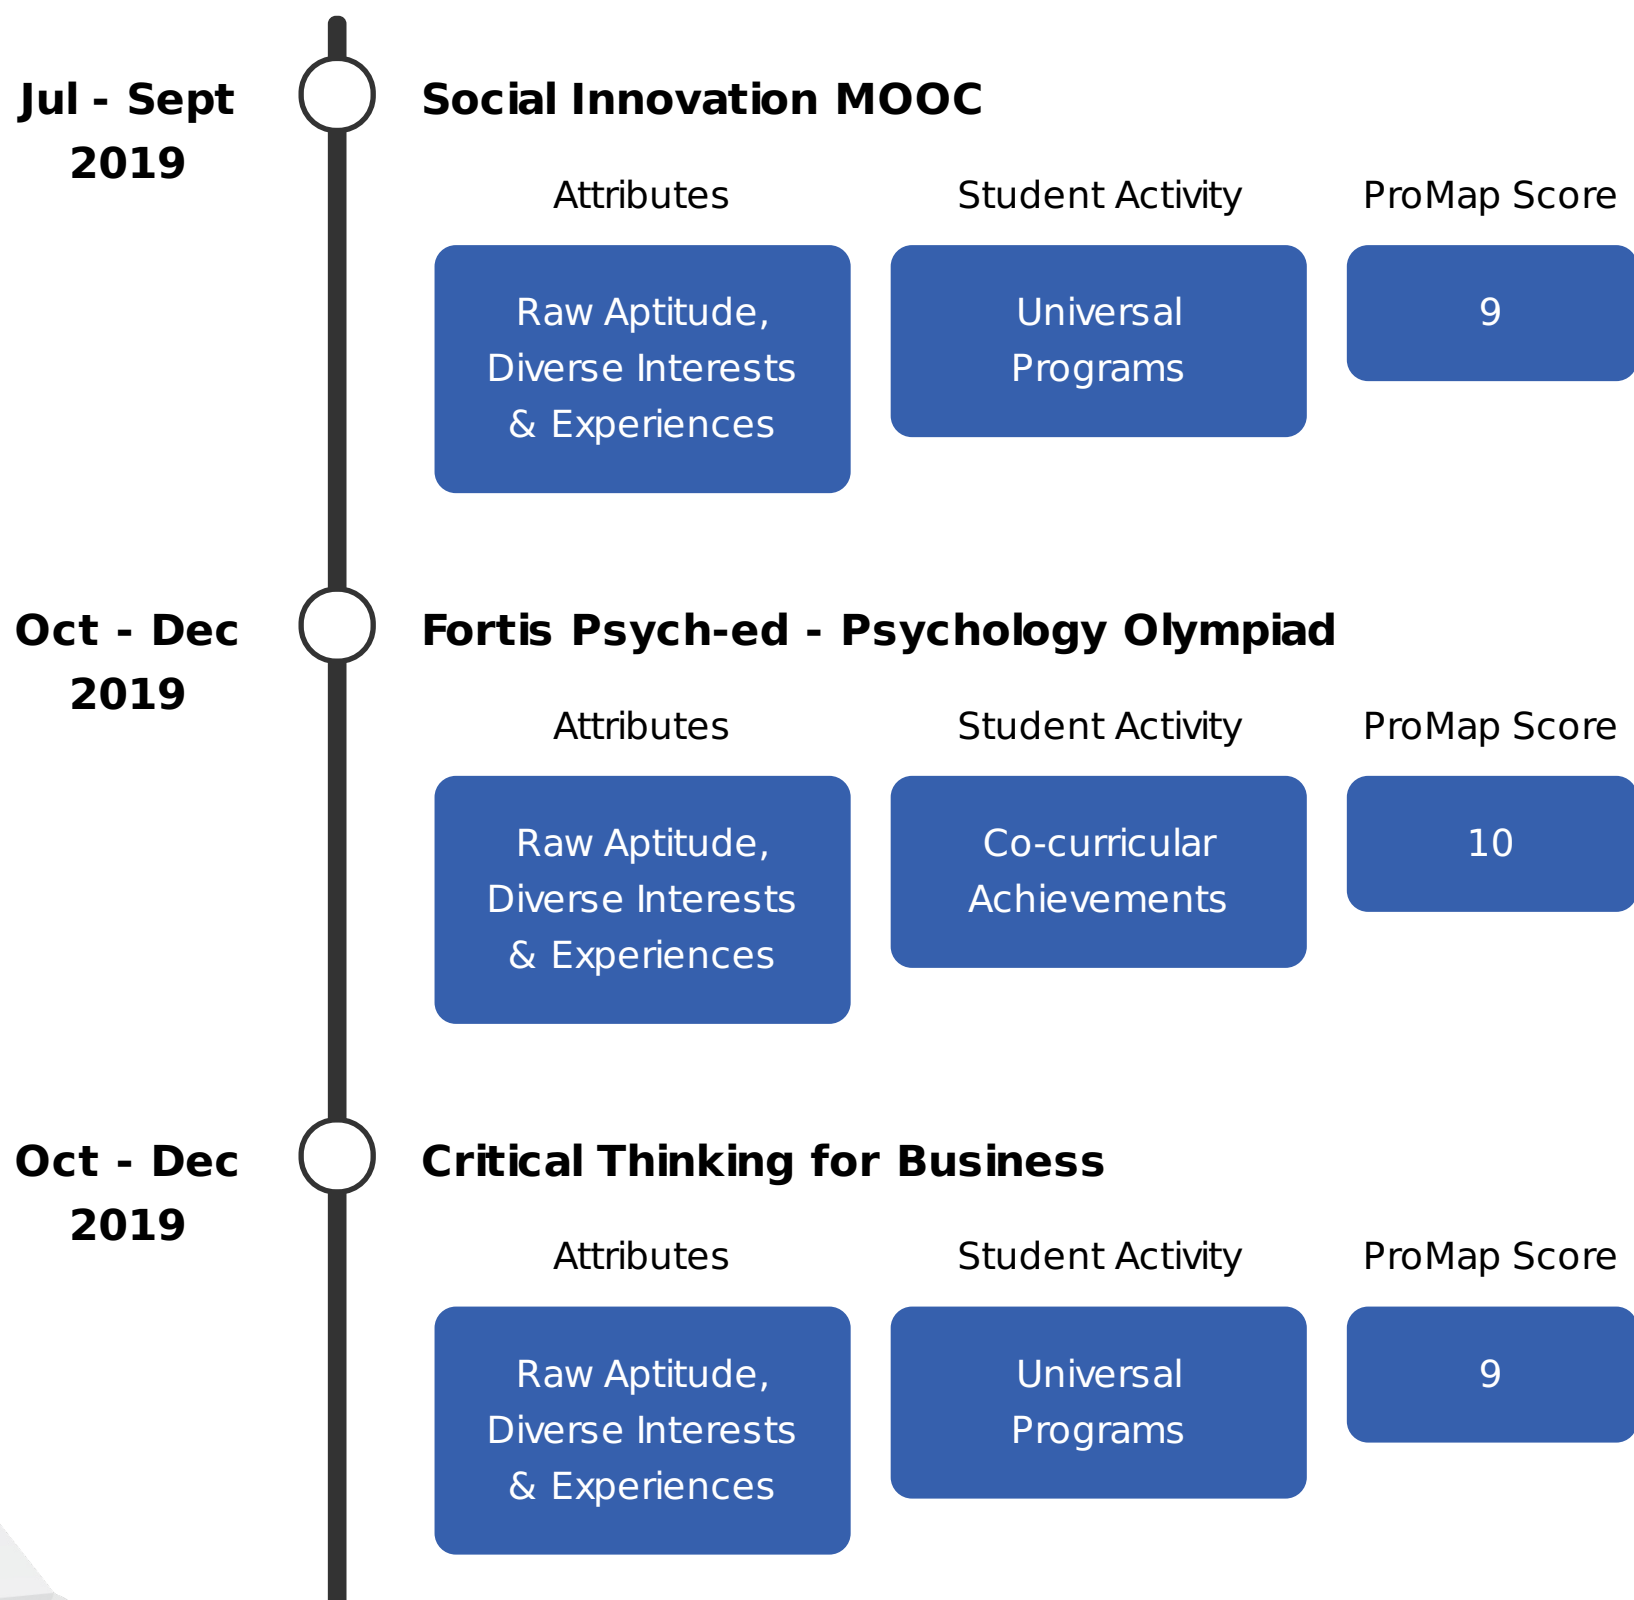 Jul - Sept
2019
Social Innovation MOOC
Attributes
Student Activity
ProMap Score
Raw Aptitude,
Diverse Interests
& Experiences
Universal
Programs
9
Oct - Dec
2019
Fortis Psych-ed - Psychology Olympiad
Attributes
Student Activity
ProMap Score
Raw Aptitude,
Diverse Interests
& Experiences
Co-curricular
Achievements
10
Oct - Dec
2019
Critical Thinking for Business
Attributes
Student Activity
ProMap Score
Raw Aptitude,
Diverse Interests
& Experiences
Universal
Programs
9